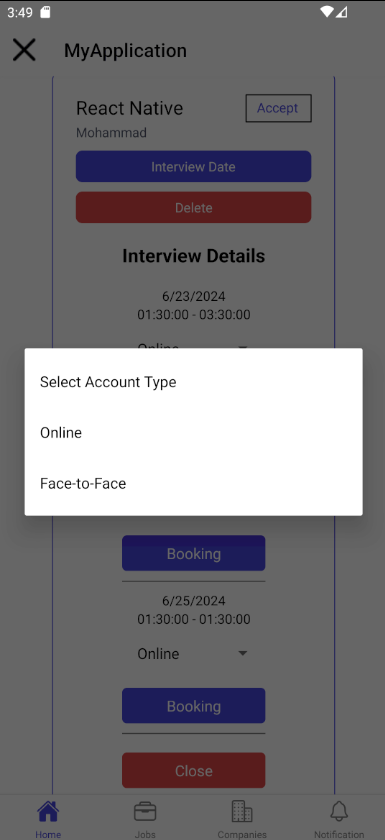 3:49
MyApplication
React Native
Accept
Mohammad
Interview Date
Delete
Interview Details
6/23/2024
01:30:00 - 03:30:00
Online
Select Account Type
Online
Face-to-Face
Booking
6/25/2024
01:30:00 - 01:30:00
Online
Booking
Close
Home
Jobs
Companies
Notification